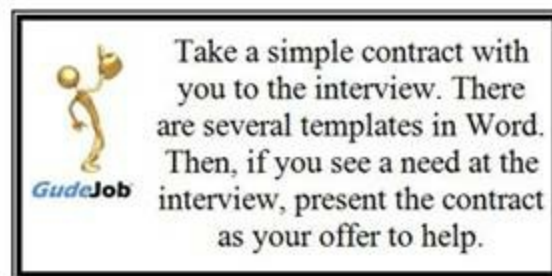 Take a simple contract with
you to the interview. There
are several templates in Word.
Then, if you see a need at the
interview, present the contract
as your offer to help.
GudeJob